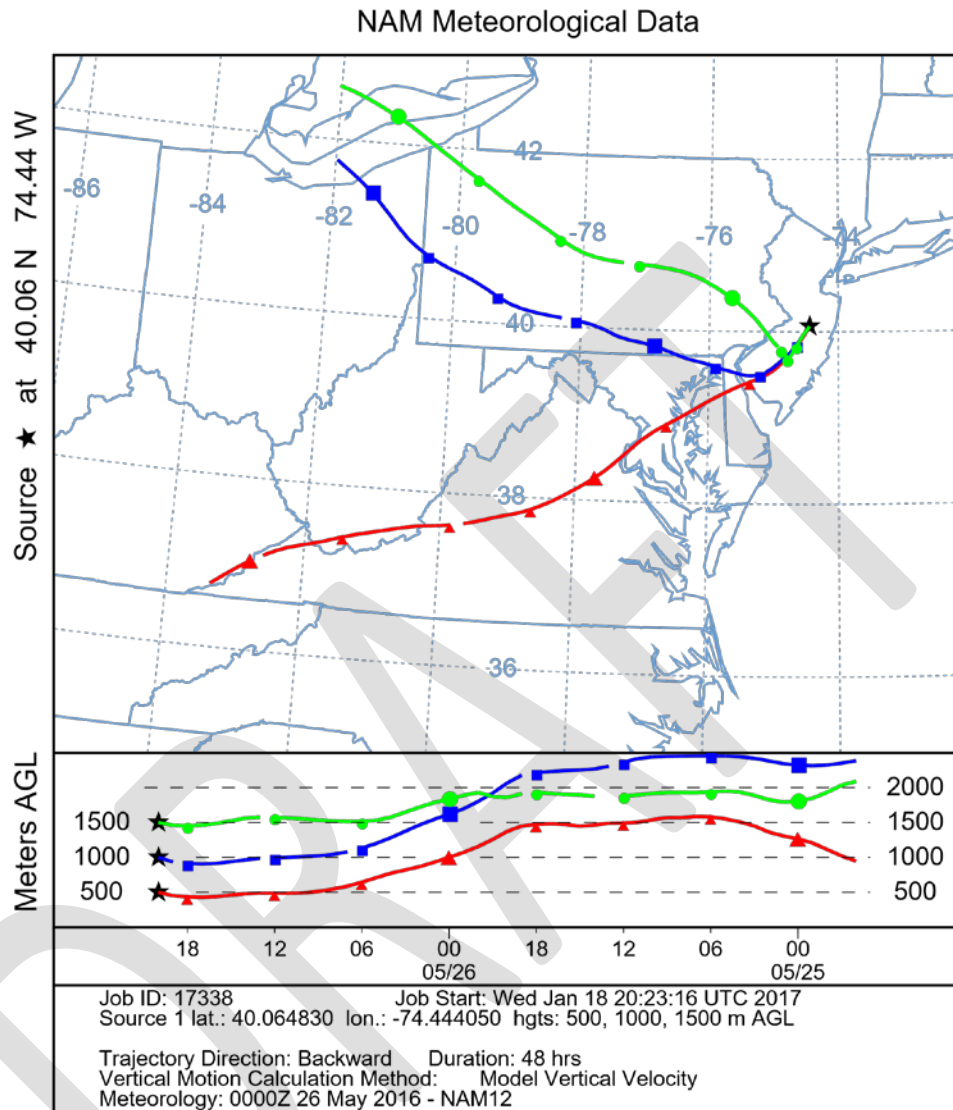 NAM Meteorological Data
Source ★ at 40.06 N 74.44 W
42
-86
-84
-82
-80
-78
-76
-74
40
38
36
Meters AGL
2000
1500
1500
1000
1000
500
500
18
12
06
00
18
12
06
00
05/26
05/25
Job ID: 17338
Job Start: Wed Jan 18 20:23:16 UTC 2017
Source 1 lat.: 40.064830 lon.: -74.444050 hgts: 500, 1000, 1500 m AGL
Trajectory Direction: Backward
Duration: 48 hrs
Vertical Motion Calculation Method:
Model Vertical Velocity
Meteorology: 0000Z 26 May 2016 - NAM12
DRAFT